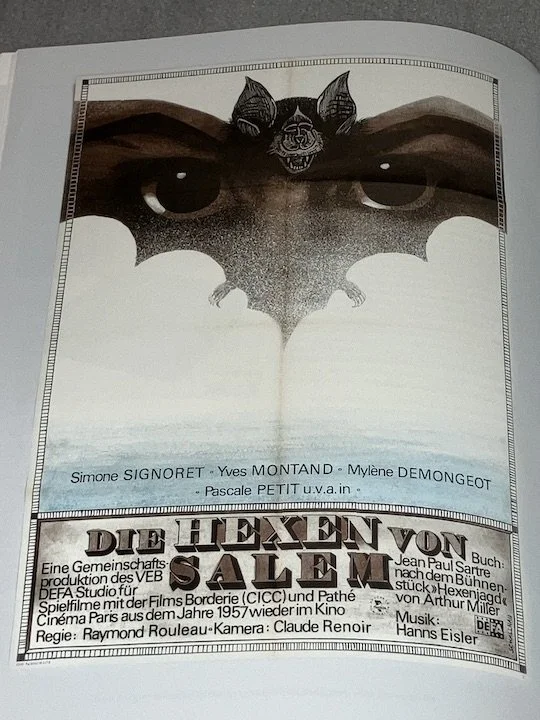 Simone SIGNORET - Yves MONTAND - Mylène DEMONGEOT
- Pascale PETIT u.v.a. in -
DIE HEXEN VON
SALEM
Eine Gemeinschafts-
produktion des VEB
DEFA Studio für
Spielfilme mit der Films Borderie (CICC) und Pathé
Cinéma Paris aus dem Jahre 1957 wieder im Kino
Regie: Raymond Rouleau - Kamera: Claude Renoir
Buch:
Jean Paul Sartre
nach dem Bühnen-
stück »Hexenjagd«
von Arthur Miller
Musik:
Hanns Eisler